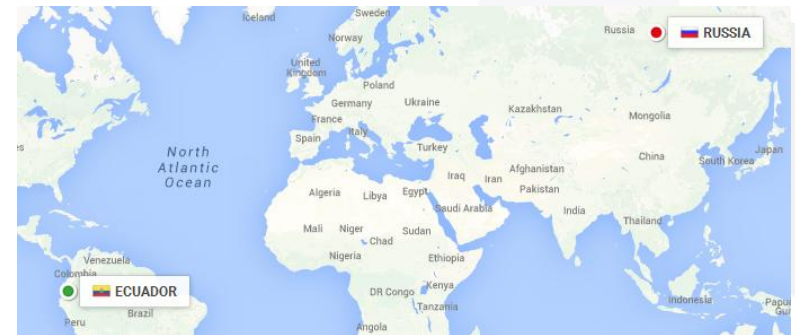 Iceland
Sweden
Russia
RUSSIA
Norway
United
Kingdom
Poland
Germany
Ukraine
Kazakhstan
Mongolia
France
Spain
Italy
Turkey
China
South Korea
Japan
North
Atlantic
Ocean
Iraq
Iran
Afghanistan
Pakistan
Algeria
Libya
Egypt
Saudi Arabia
India
Thailand
Mali
Niger
Chad
Sudan
Nigeria
Ethiopia
Venezuela
Colombia
ECUADOR
DR Congo
Kenya
Tanzania
Indonesia
Peru
Brazil
Angola